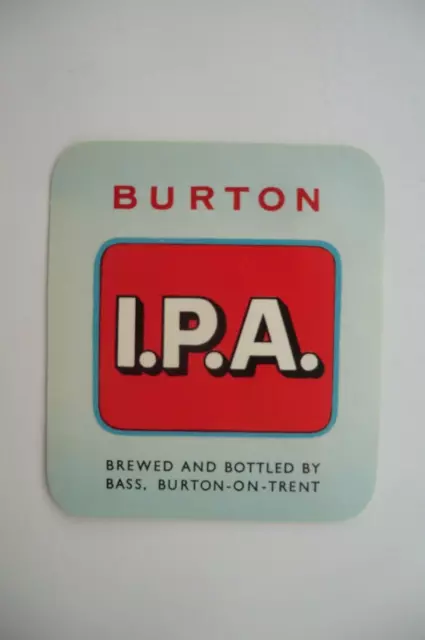 BURTON
I.P.A.
BREWED AND BOTTLED BY
BASS, BURTON-ON-TRENT